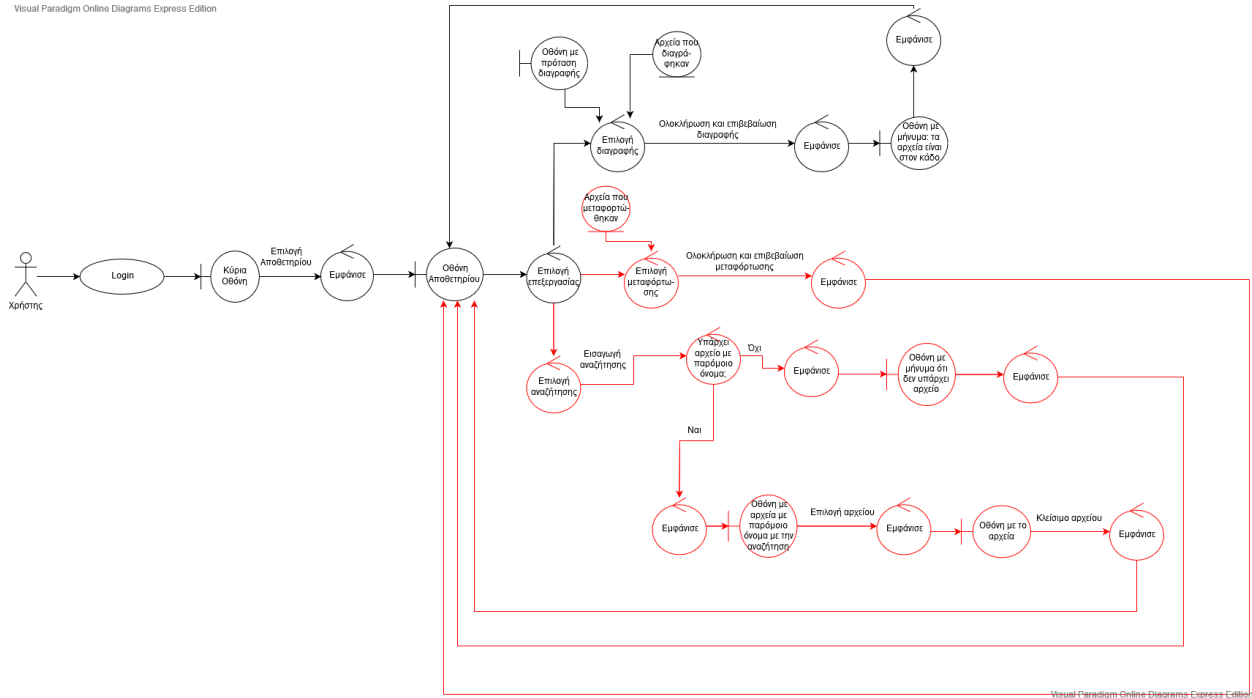 Visual Paradigm Online Diagrams Express Edition
Εμφάνισε
Οθόνη με
πρόταση
διαγραφής
Αρχεία που
διαγρά-
φηκαν
Επιλογή
διαγραφής
Ολοκλήρωση και επιβεβαίωση
διαγραφής
Εμφάνισε
Οθόνη με
μήνυμα: τα
αρχεία είναι
στον κάδο
Αρχεία που
μεταφορτώ-
θηκαν
Χρήστης
Login
Κύρια
Οθόνη
Επιλογή
Αποθετηρίου
Εμφάνισε
Οθόνη
Αποθετηρίου
Επιλογή
επεξεργασίας
Επιλογή
μεταφόρτω-
σης
Ολοκλήρωση και επιβεβαίωση
μεταφόρτωσης
Εμφάνισε
Επιλογή
αναζήτησης
Εισαγωγή
αναζήτησης
Υπάρχει
αρχείο με
παρόμοιο
όνομα;
Όχι
Εμφάνισε
Οθόνη με
μήνυμα ότι
δεν υπάρχει
αρχείο
Εμφάνισε
Ναι
Εμφάνισε
Οθόνη με
αρχεία με
παρόμοιο
όνομα με την
αναζήτηση
Επιλογή αρχείου
Εμφάνισε
Οθόνη με το
αρχεία
Κλείσιμο αρχείου
Εμφάνισε
Visual Paradigm Online Diagrams Express Edition